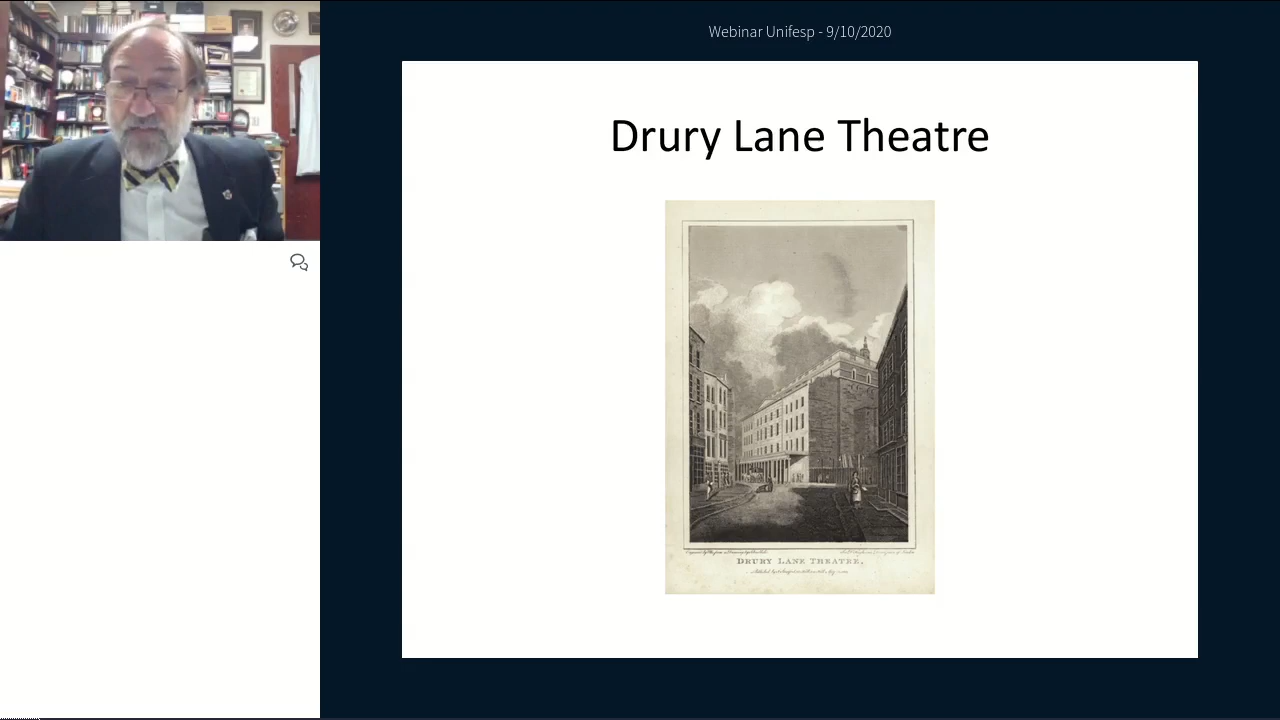 Webinar Unifesp - 9/10/2020
Drury Lane Theatre
DRURY LANE THEATRE.